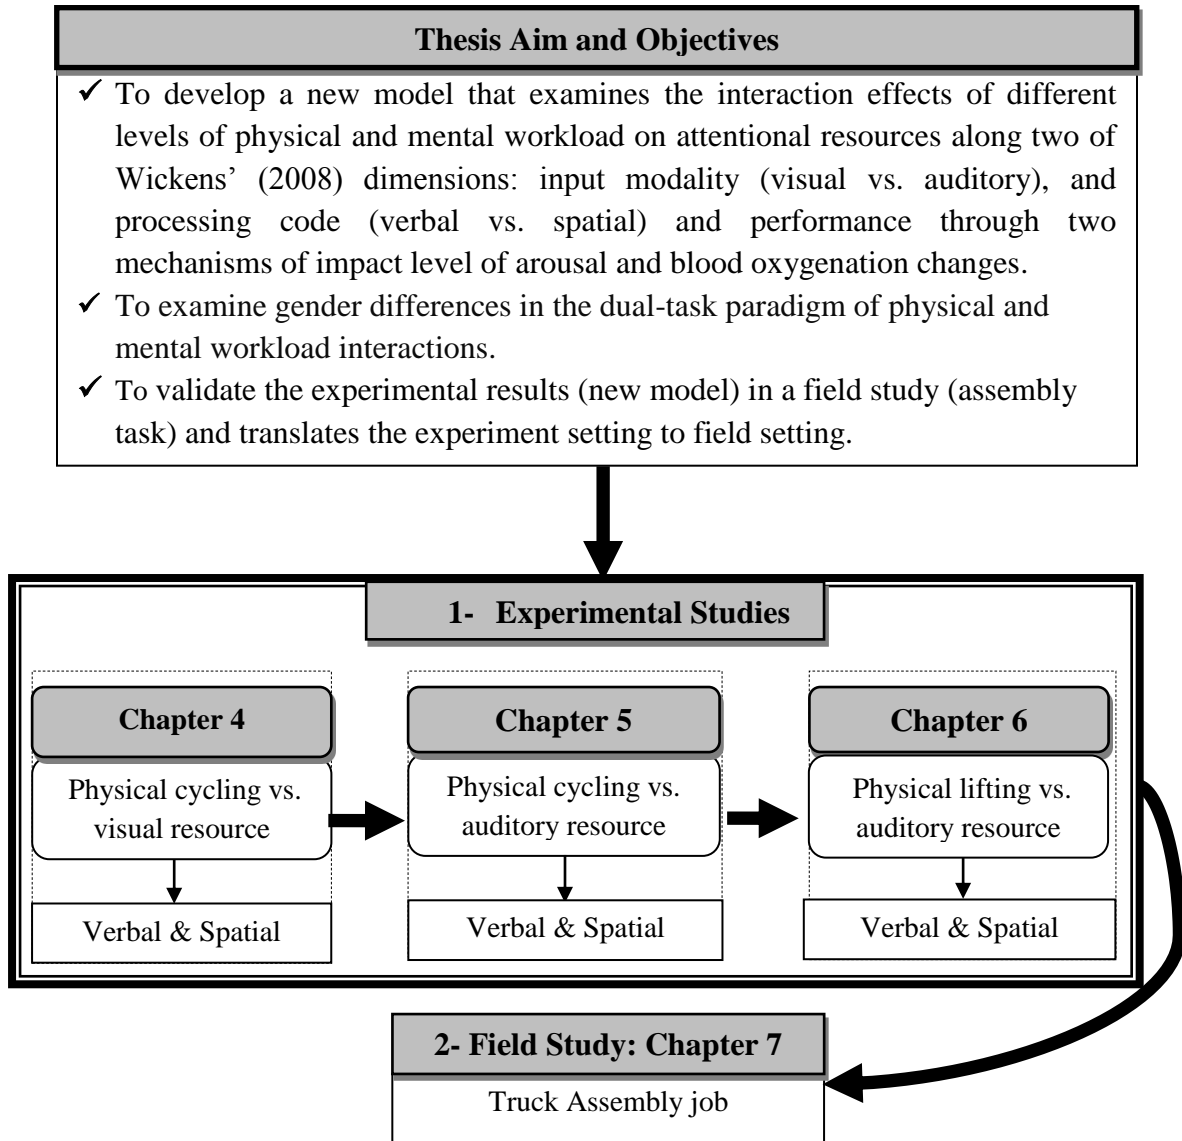 Thesis Aim and Objectives
✓ To develop a new model that examines the interaction effects of different
levels of physical and mental workload on attentional resources along two of
Wickens’ (2008) dimensions: input modality (visual vs. auditory), and
processing code (verbal vs. spatial) and performance through two
mechanisms of impact level of arousal and blood oxygenation changes.
✓ To examine gender differences in the dual-task paradigm of physical and
mental workload interactions.
✓ To validate the experimental results (new model) in a field study (assembly
task) and translates the experiment setting to field setting.
1- Experimental Studies
Chapter 4
Physical cycling vs.
visual resource
Verbal & Spatial
Chapter 5
Physical cycling vs.
auditory resource
Verbal & Spatial
Chapter 6
Physical lifting vs.
auditory resource
Verbal & Spatial
2- Field Study: Chapter 7
Truck Assembly job